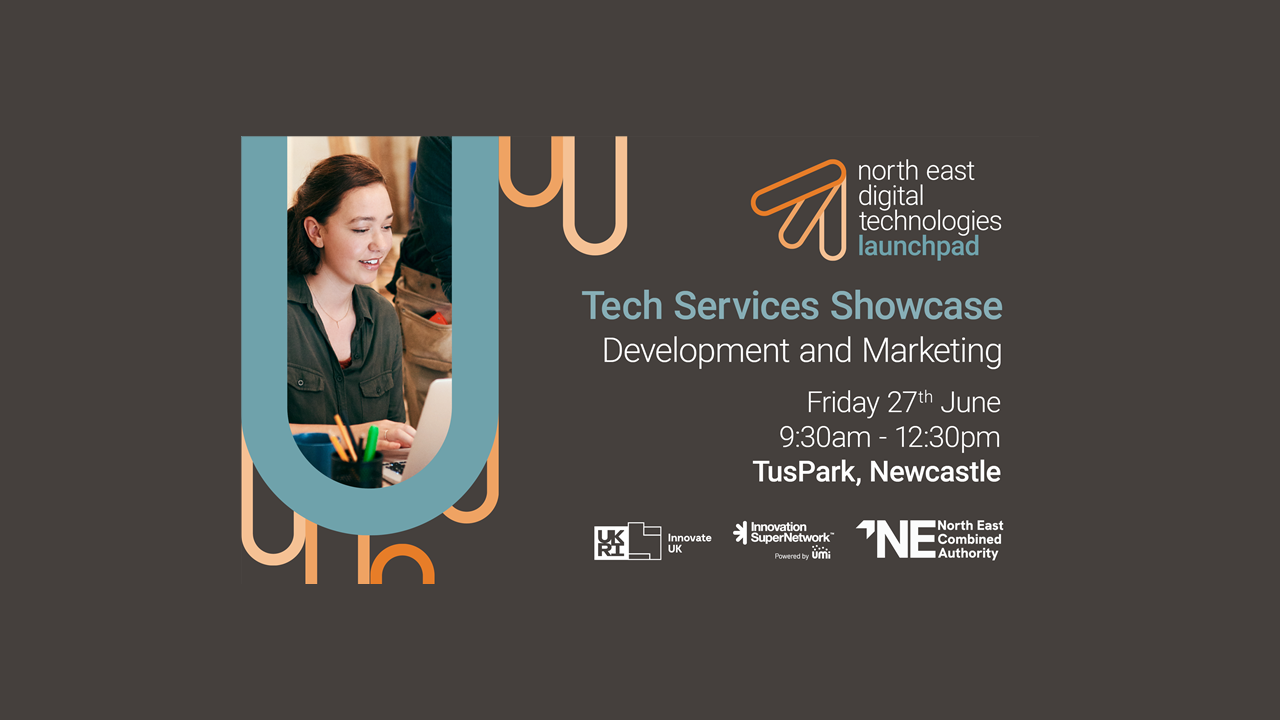 north east
digital
technologies
launchpad
Tech Services Showcase
Development and Marketing
Friday 27th June
9:30am - 12:30pm
TusPark, Newcastle
UK
RI
Innovate
UK
Innovation
SuperNetwork™
Powered by umi
NE
North East
Combined
Authority